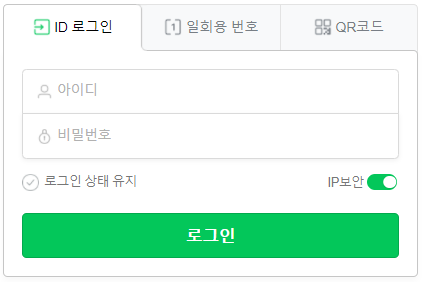 ID 로그인
1 일회용 번호
QR코드
아이디
비밀번호
로그인 상태 유지
IP보안
로그인